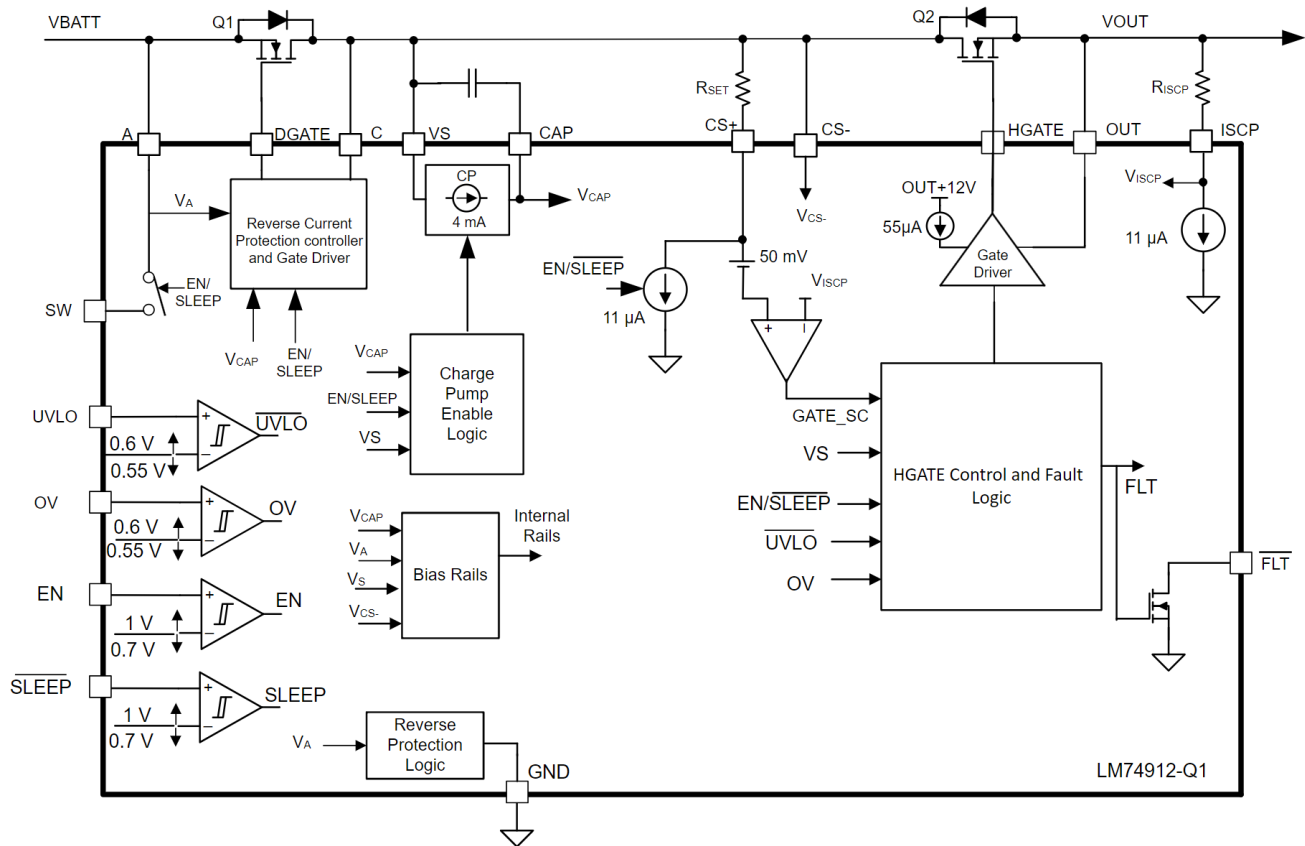 VBATT
Q1
Q2
VOUT
RSET
RISCP
A
DGATE
C
VS
CAP
CS+
CS-
HGATE
OUT
ISCP
CP
4 mA
VCAP
VA
Reverse Current
Protection controller
and Gate Driver
VCS-
OUT+12V
55µA
Gate
Driver
VISCP
11 µA
EN/
SLEEP
SW
VCAP
EN/
SLEEP
EN/SLEEP
11 µA
50 mV
VISCP
+
–
VCAP
EN/SLEEP
VS
Charge
Pump
Enable
Logic
GATE_SC
VS
EN/SLEEP
UVLO
OV
HGATE Control and Fault
Logic
FLT
FLT
UVLO
0.6 V
0.55 V
+
–
UVLO
OV
0.6 V
0.55 V
+
–
OV
EN
1 V
0.7 V
+
–
EN
SLEEP
1 V
0.7 V
+
–
SLEEP
VCAP
VA
VS
VCS-
Bias Rails
Internal
Rails
VA
Reverse
Protection
Logic
GND
LM74912-Q1